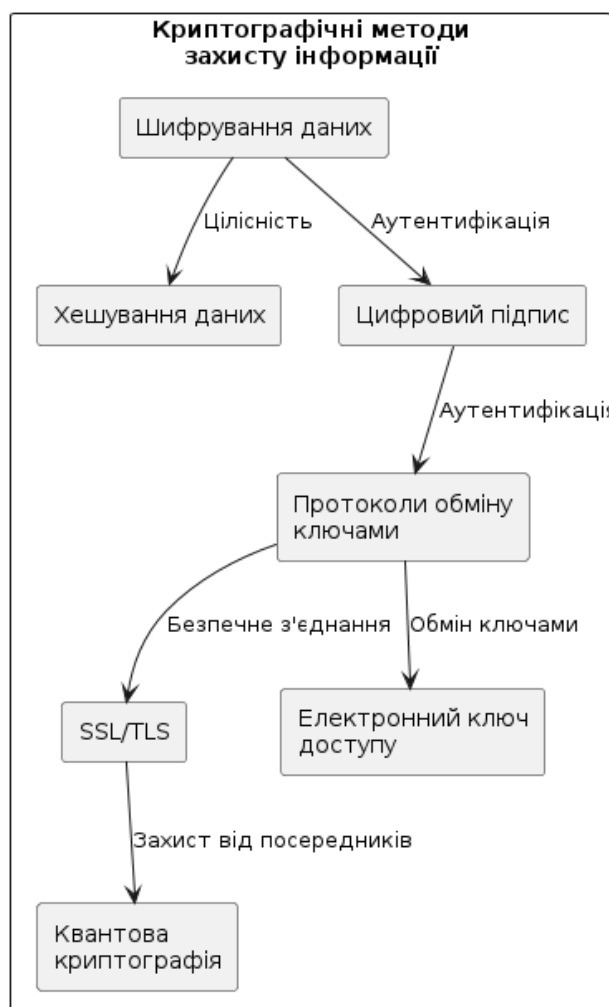 Криптографічні методи
захисту інформації
Шифрування даних
Цілісність
Аутентифікація
Хешування даних
Цифровий підпис
Аутентифікація
Протоколи обміну
ключами
Безпечне з'єднання
Обмін ключами
SSL/TLS
Електронний ключ
доступу
Захист від посередників
Квантова
криптографія